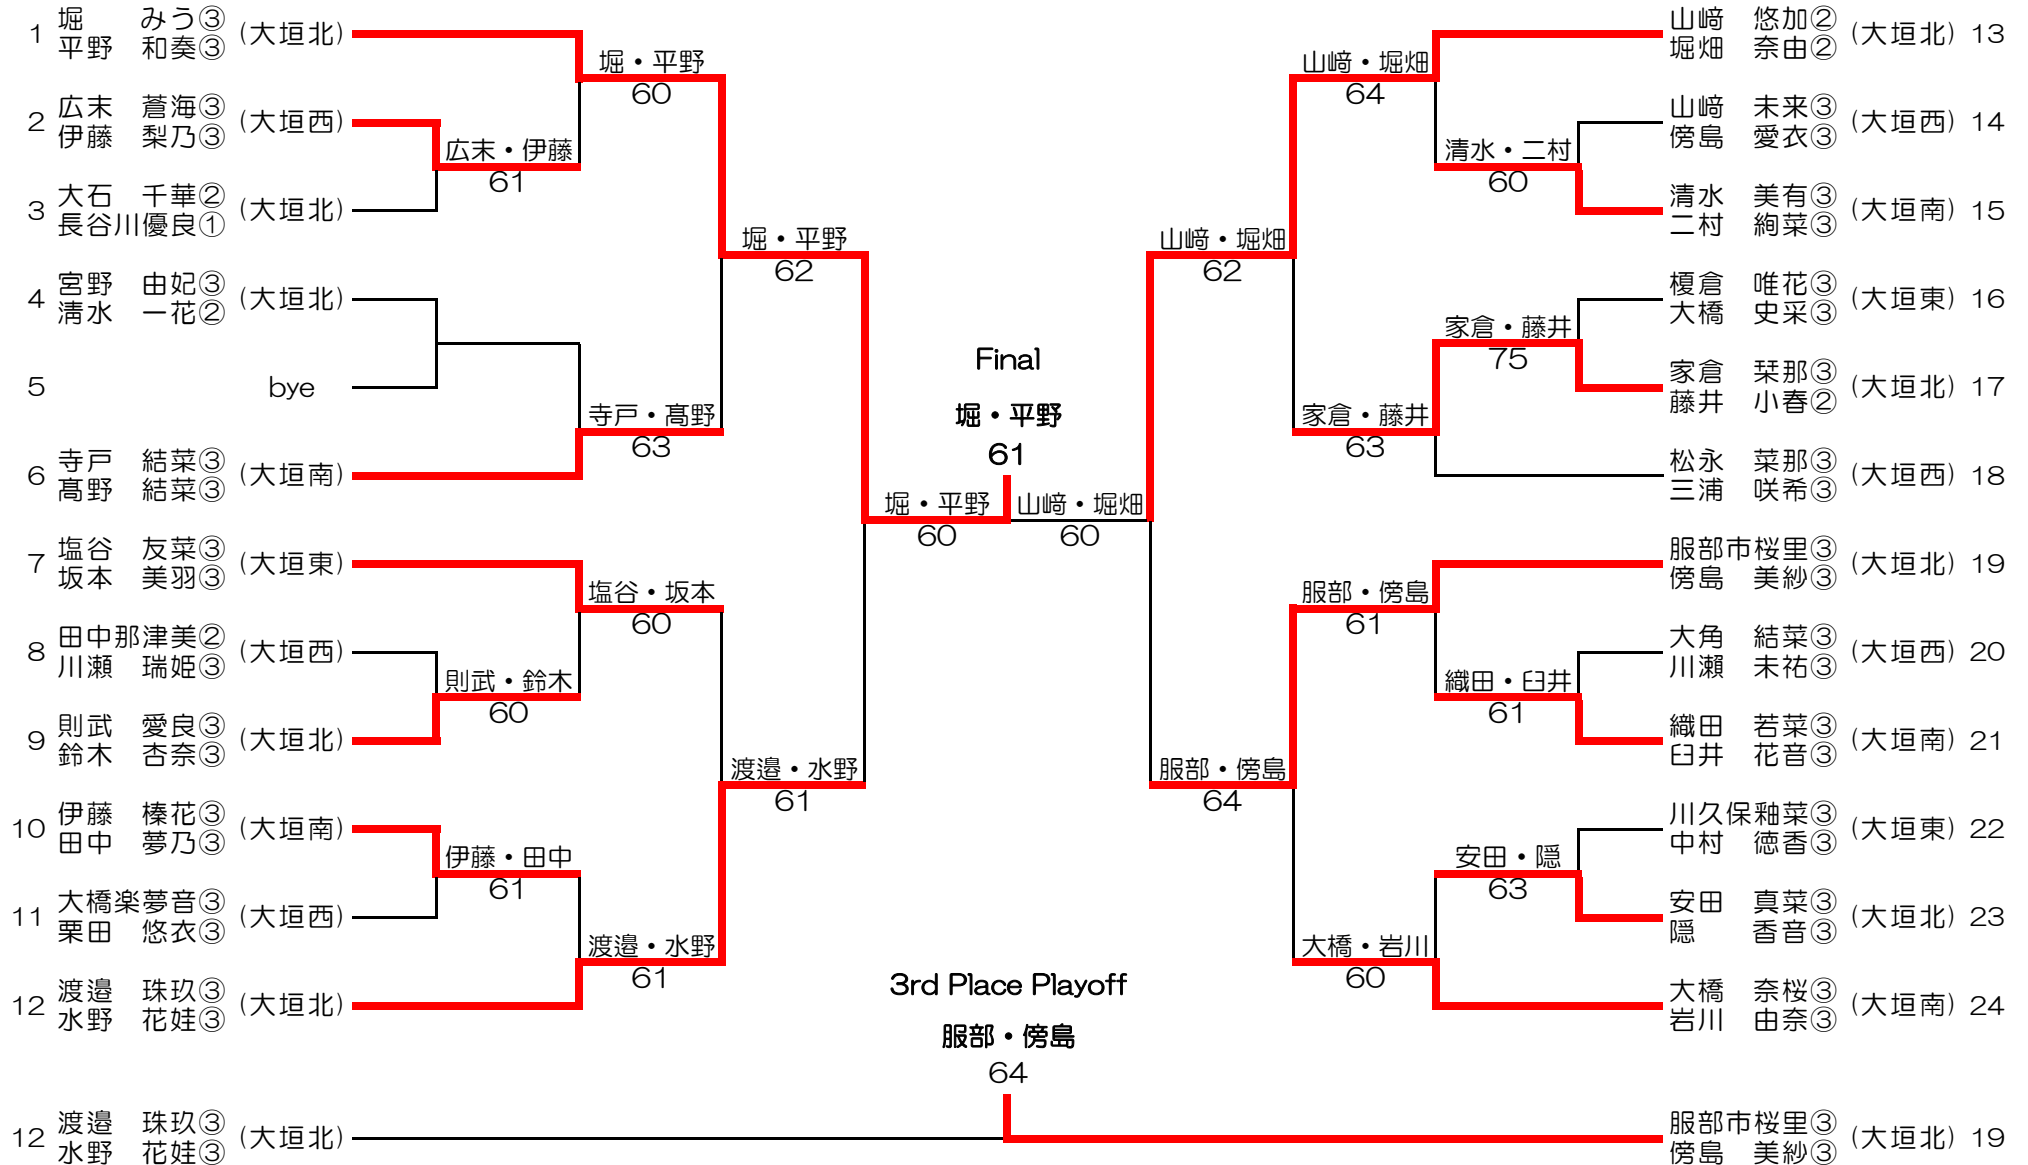 1 堀　　みう③ (大垣北)
平野　和奏③
2 広末　蒼海③ (大垣西)
伊藤　梨乃③
3 大石　千華② (大垣北)
長谷川優良①
4 宮野　由妃③ (大垣北)
清水　一花②
5 bye
6 寺戸　結菜③ (大垣南)
髙野　結菜③
7 塩谷　友菜③ (大垣東)
坂本　美羽③
8 田中那津美② (大垣西)
川瀬　瑞姫③
9 則武　愛良③ (大垣北)
鈴木　杏奈③
10 伊藤　榛花③ (大垣南)
田中　夢乃③
11 大橋楽夢音③ (大垣西)
栗田　悠衣③
12 渡邉　珠玖③ (大垣北)
水野　花娃③
広末・伊藤
61
則武・鈴木
60
伊藤・田中
61
堀・平野
60
寺戸・髙野
63
塩谷・坂本
60
渡邉・水野
61
堀・平野
62
渡邉・水野
61
堀・平野
60
Final
堀・平野
61
山﨑・堀畑
60
山﨑・堀畑
62
服部・傍島
64
山﨑・堀畑
64
家倉・藤井
63
服部・傍島
61
大橋・岩川
60
清水・二村
60
家倉・藤井
75
織田・臼井
61
安田・隠
63
山﨑　悠加② (大垣北) 13
堀畑　奈由②
山﨑　未来③ (大垣西) 14
傍島　愛衣③
清水　美有③ (大垣南) 15
二村　絢菜③
榎倉　唯花③ (大垣東) 16
大橋　史采③
家倉　栞那③ (大垣北) 17
藤井　小春②
松永　菜那③ (大垣西) 18
三浦　咲希③
服部市桜里③ (大垣北) 19
傍島　美紗③
大角　結菜③ (大垣西) 20
川瀬　未祐③
織田　若菜③ (大垣南) 21
臼井　花音③
川久保釉菜③ (大垣東) 22
中村　徳香③
安田　真菜③ (大垣北) 23
隠　　香音③
大橋　奈桜③ (大垣南) 24
岩川　由奈③
3rd Place Playoff
服部・傍島
64
12 渡邉　珠玖③ (大垣北)
水野　花娃③
服部市桜里③ (大垣北) 19
傍島　美紗③